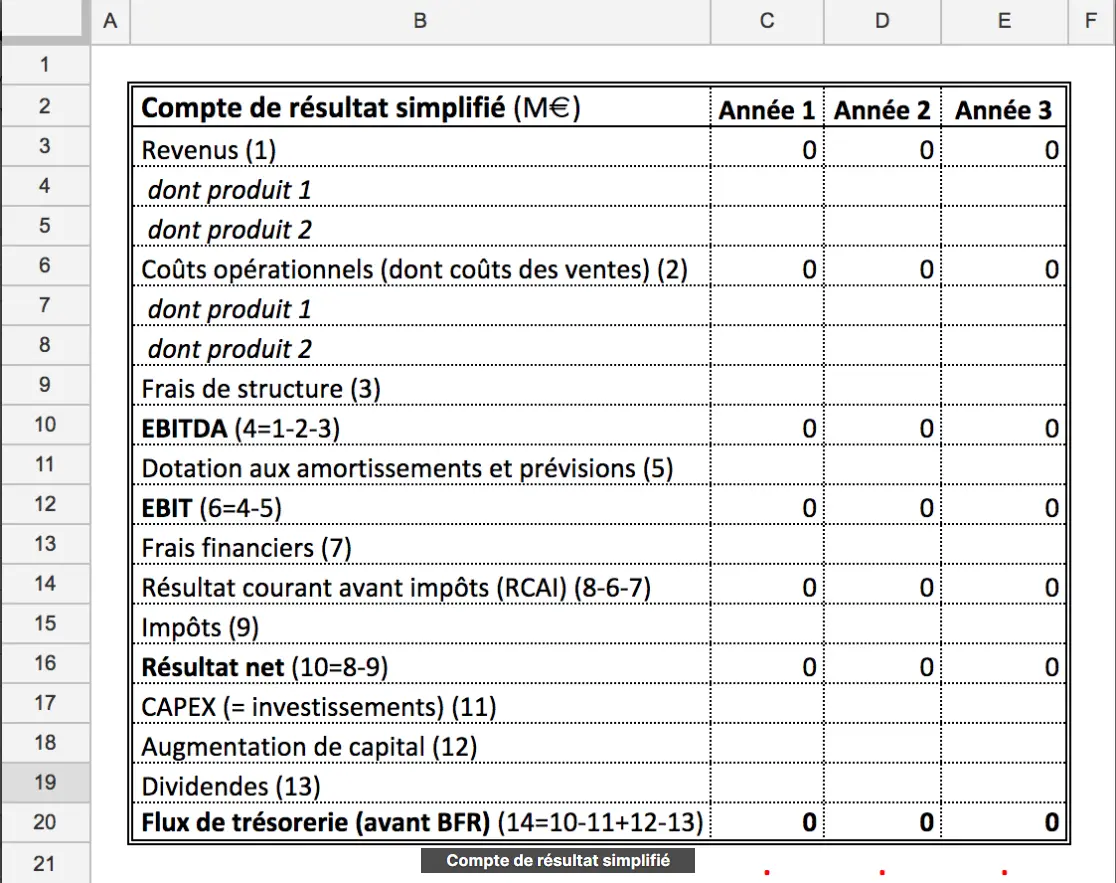 A B C D E F
1
2 Compte de résultat simplifié (M€) Année 1 Année 2 Année 3
3 Revenus (1) 0 0 0
4 dont produit 1
5 dont produit 2
6 Coûts opérationnels (dont coûts des ventes) (2) 0 0 0
7 dont produit 1
8 dont produit 2
9 Frais de structure (3)
10 EBITDA (4=1-2-3) 0 0 0
11 Dotation aux amortissements et prévisions (5)
12 EBIT (6=4-5) 0 0 0
13 Frais financiers (7)
14 Résultat courant avant impôts (RCAI) (8-6-7) 0 0 0
15 Impôts (9)
16 Résultat net (10=8-9) 0 0 0
17 CAPEX (= investissements) (11)
18 Augmentation de capital (12)
19 Dividendes (13)
20 Flux de trésorerie (avant BFR) (14=10-11+12-13) 0 0 0
21 Compte de résultat simplifié